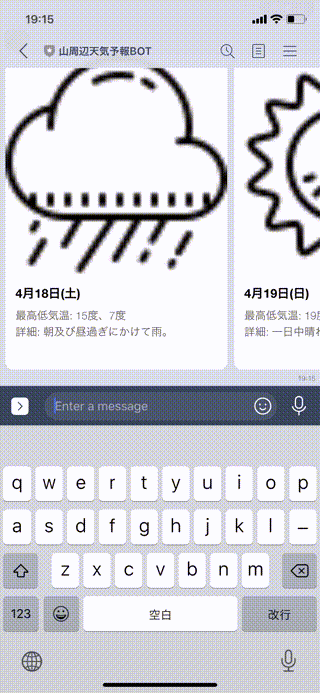 19:15
山周辺天気予報BOT
4月18日(土)
4月19日(日)
最高低気温: 15度、7度
最高低気温: 19
詳細: 朝及び昼過ぎにかけて雨。
詳細: 一日中晴
19:15
Enter a message
q w e r t y u i o p
a s d f g h j k l –
z x c v b n m
123
空白
改行